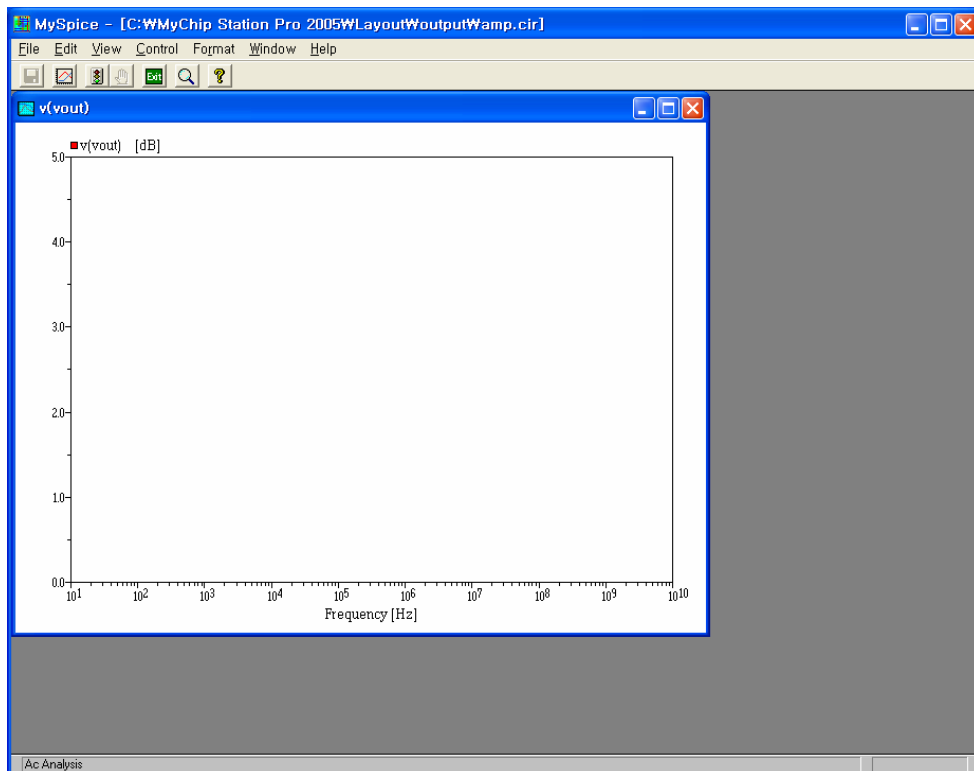 MySpice - [C:₩MyChip Station Pro 2005₩Layout₩output₩amp.cir]
File Edit View Control Format Window Help
Exit
v(vout)
v(vout) [dB]
5.0
4.0
3.0
2.0
1.0
0.0
10¹ 10² 10³ 10⁴ 10⁵ 10⁶ 10⁷ 10⁸ 10⁹ 10¹⁰
Frequency [Hz]
Ac Analysis